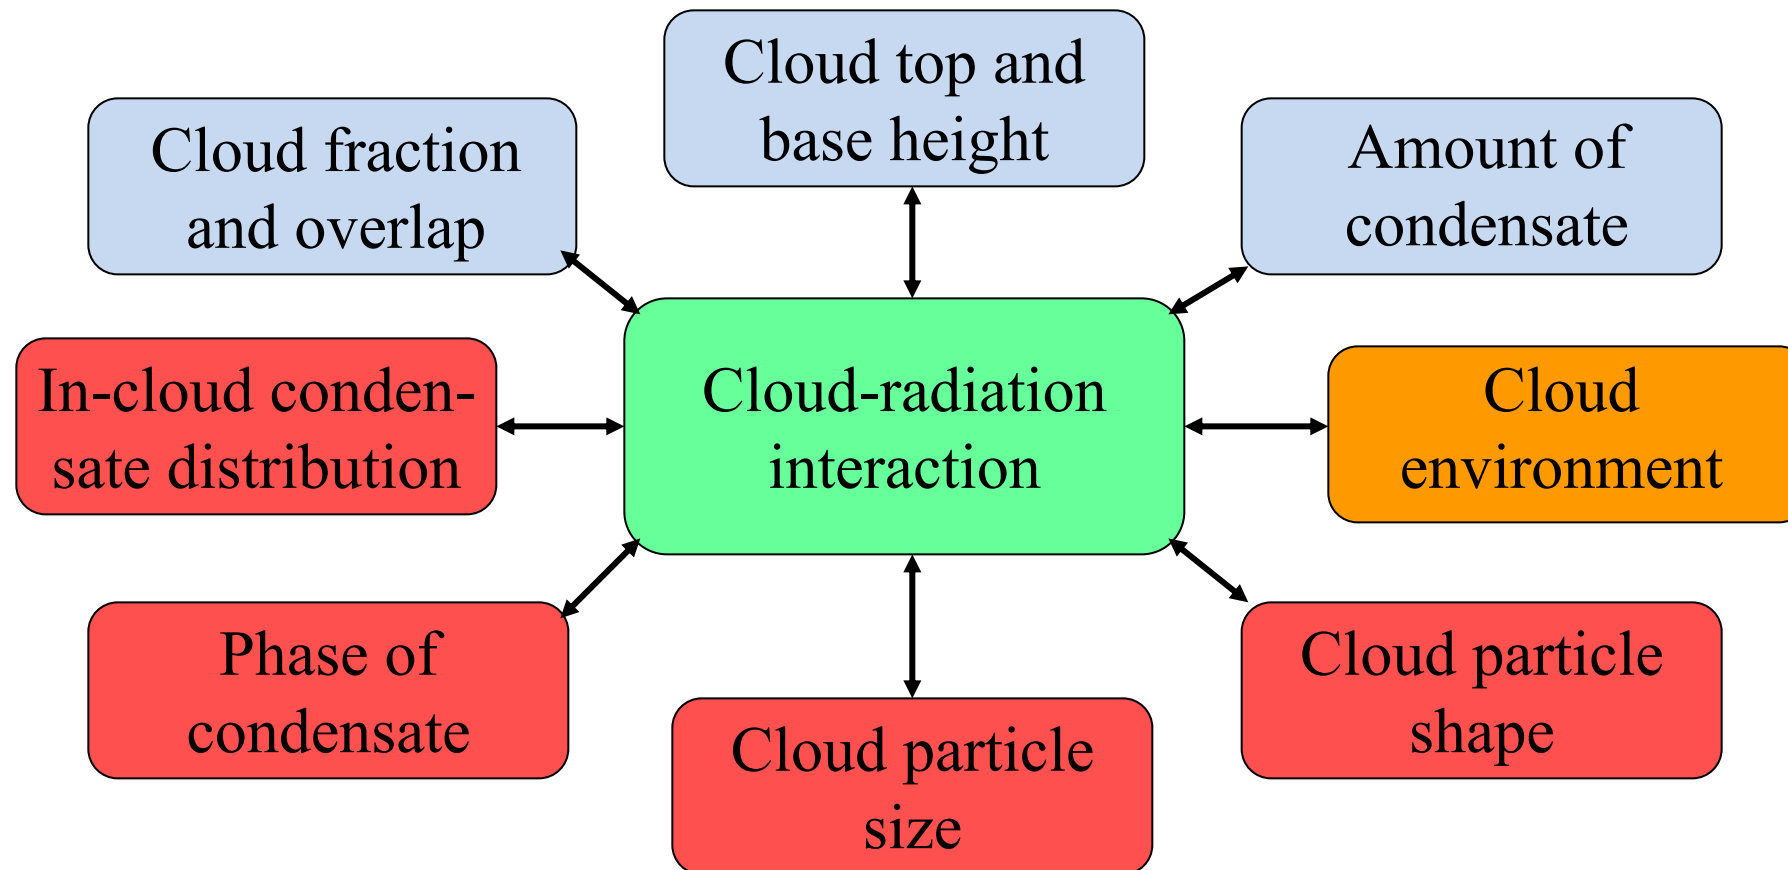 Cloud top and
base height
Cloud fraction
and overlap
Amount of
condensate
In-cloud conden-
sate distribution
Cloud-radiation
interaction
Cloud
environment
Phase of
condensate
Cloud particle
size
Cloud particle
shape